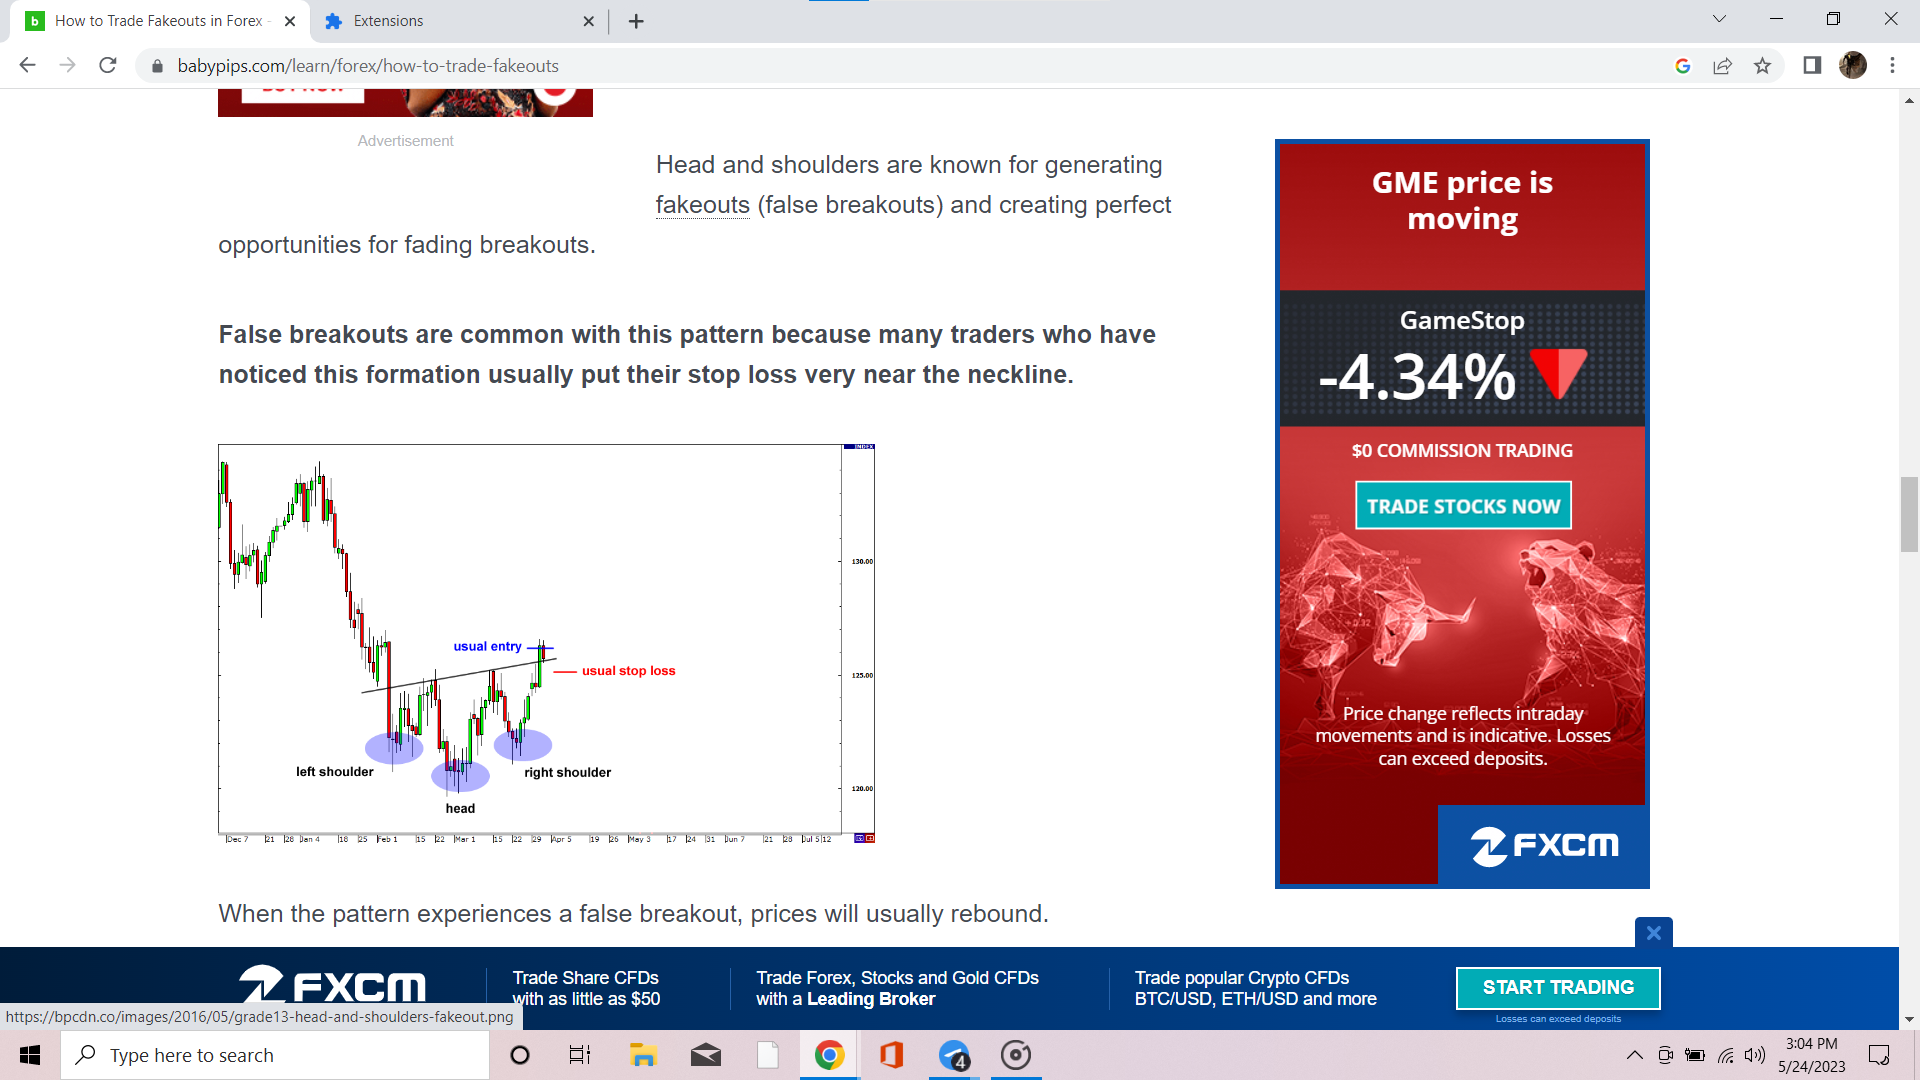 How to Trade Fakeouts in Forex -
Extensions
babypips.com/learn/forex/how-to-trade-fakeouts
Advertisement
Head and shoulders are known for generating
fakeouts (false breakouts) and creating perfect
opportunities for fading breakouts.
False breakouts are common with this pattern because many traders who have
noticed this formation usually put their stop loss very near the neckline.
INDEX
130.00
usual entry
usual stop loss
125.00
left shoulder
right shoulder
head
120.00
Dec 7 21 28 Jan 4 18 25 Feb 1 15 22 Mar 1 15 22 29 Apr 5 19 26 May 3 17 24 31 Jun 7 21 28 Jul 5 12
When the pattern experiences a false breakout, prices will usually rebound.
GME price is
moving
GameStop
-4.34%
$0 COMMISSION TRADING
TRADE STOCKS NOW
Price change reflects intraday
movements and is indicative. Losses
can exceed deposits.
FXCM
FXCM
Trade Share CFDs
with as little as $50
Trade Forex, Stocks and Gold CFDs
with a Leading Broker
Trade popular Crypto CFDs
BTC/USD, ETH/USD and more
START TRADING
Losses can exceed deposits
https://bpcdn.co/images/2016/05/grade13-head-and-shoulders-fakeout.png
Type here to search
4
3:04 PM
5/24/2023